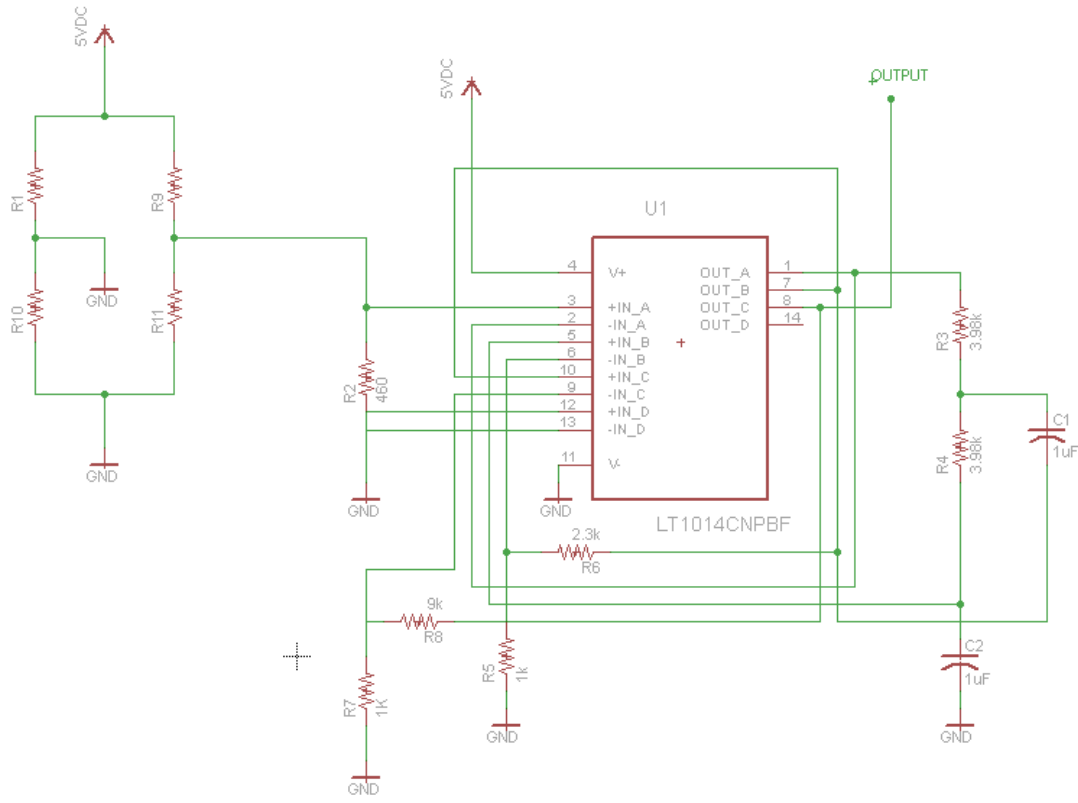 5VDC
R1
R9
R10
R11
GND
GND
5VDC
OUTPUT
U1
4 V+
3 +IN_A
2 -IN_A
5 +IN_B
6 -IN_B
10 +IN_C
9 -IN_C
12 +IN_D
13 -IN_D
11 V-
OUT_A 1
OUT_B 7
OUT_C 8
OUT_D 14
LT1014CNPBF
R2
460
GND
GND
R3
3.98k
R4
3.98k
C1
1uF
2.3k
R6
9k
R8
R5
1k
GND
R7
1K
GND
C2
1uF
GND